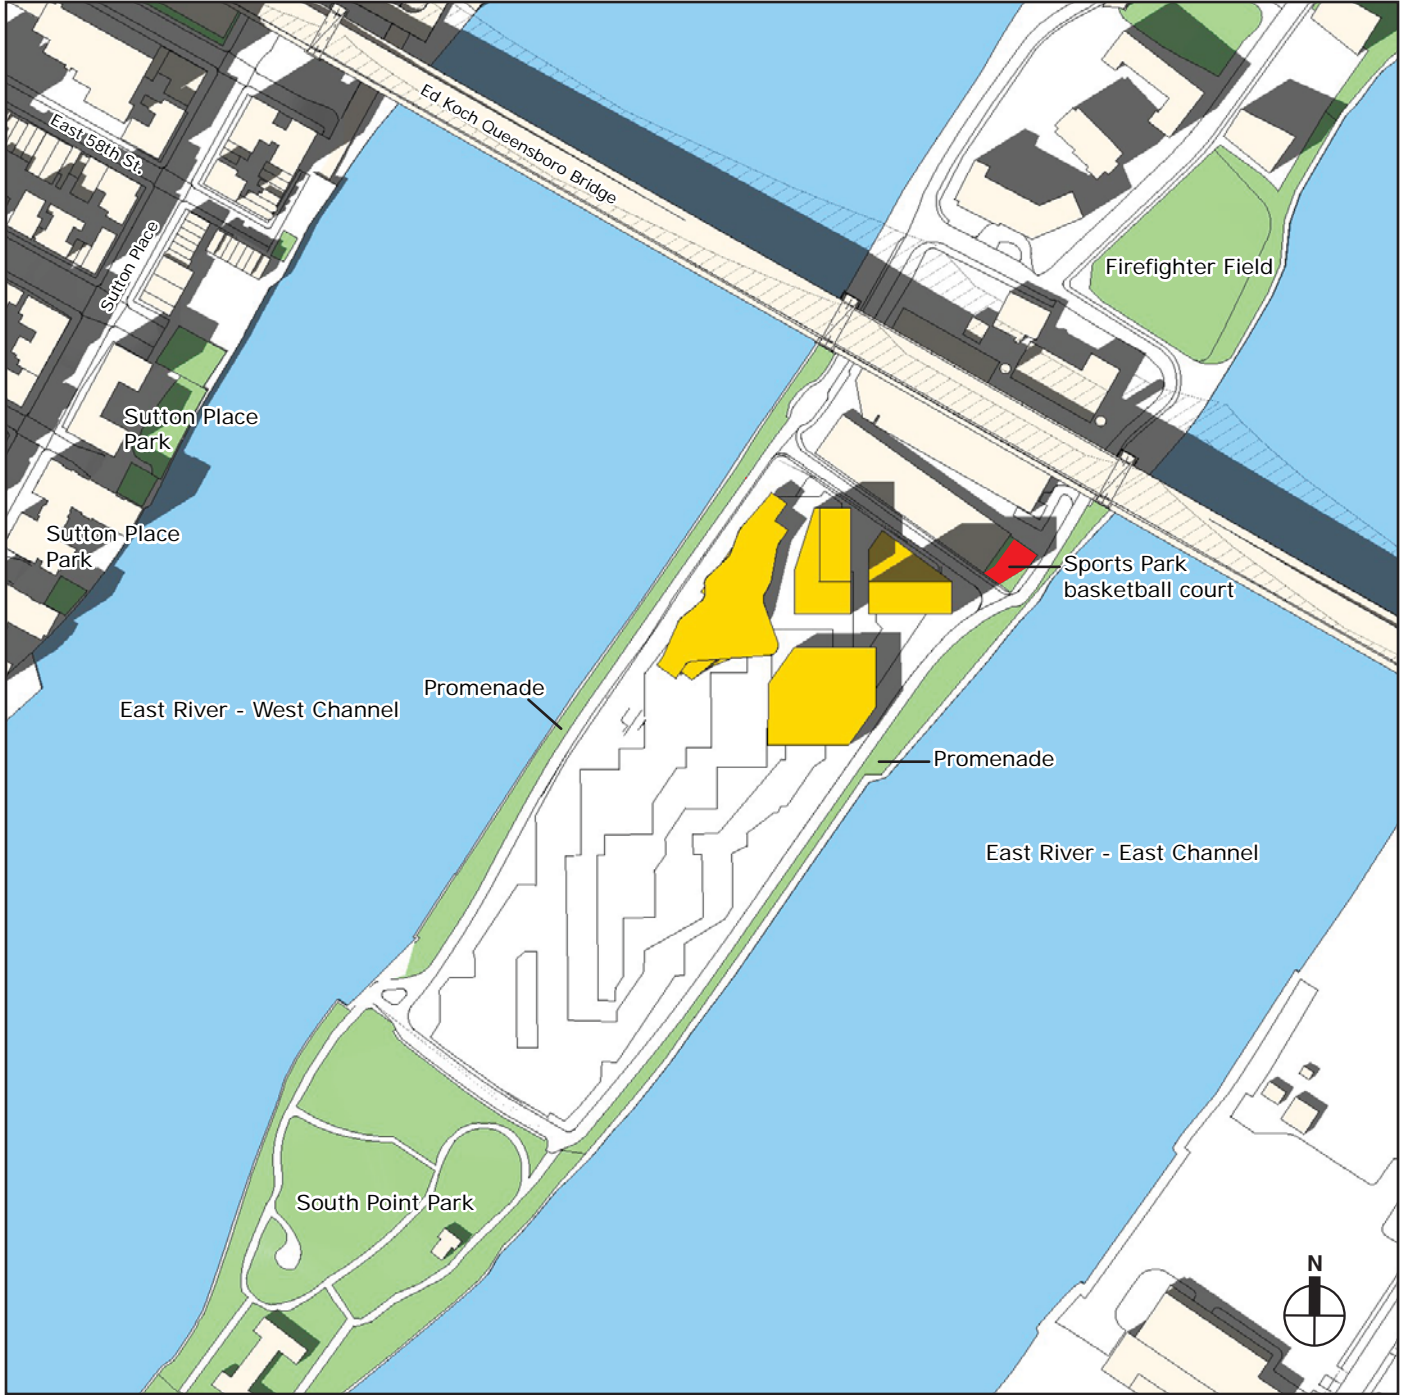 Ed Koch Queensboro Bridge
East 58th St.
Sutton Place
Firefighter Field
Sutton Place
Park
Sutton Place
Park
Sports Park
basketball court
Promenade
East River - West Channel
Promenade
East River - East Channel
South Point Park
N